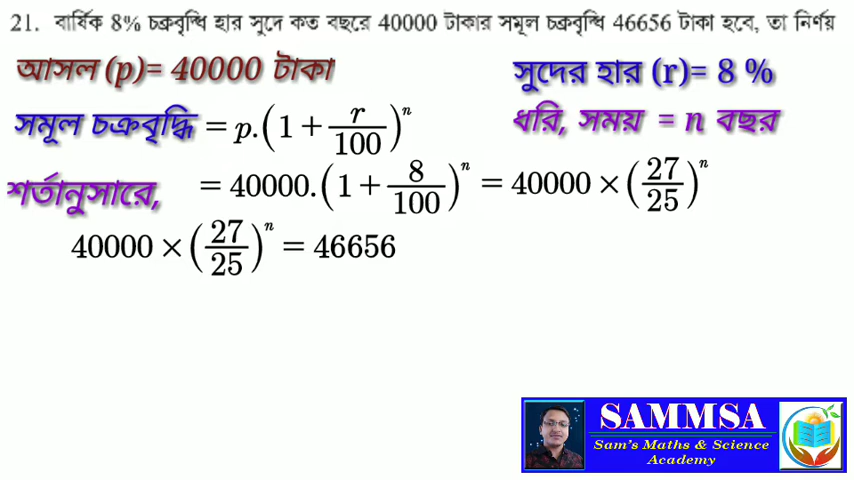 21. বার্ষিক 8% চক্রবৃদ্ধি হার সুদে কত বছরে 40000 টাকার সমূল চক্রবৃদ্ধি 46656 টাকা হবে, তা নির্ণয়
আসল (p)= 40000 টাকা
সুদের হার (r)= 8 %
সমূল চক্রবৃদ্ধি = p.(1 + r/100)^n
ধরি, সময় = n বছর
= 40000.(1 + 8/100)^n = 40000 × (27/25)^n
শর্তানুসারে,
40000 × (27/25)^n = 46656
SAMMSA
Sam's Maths & Science
Academy